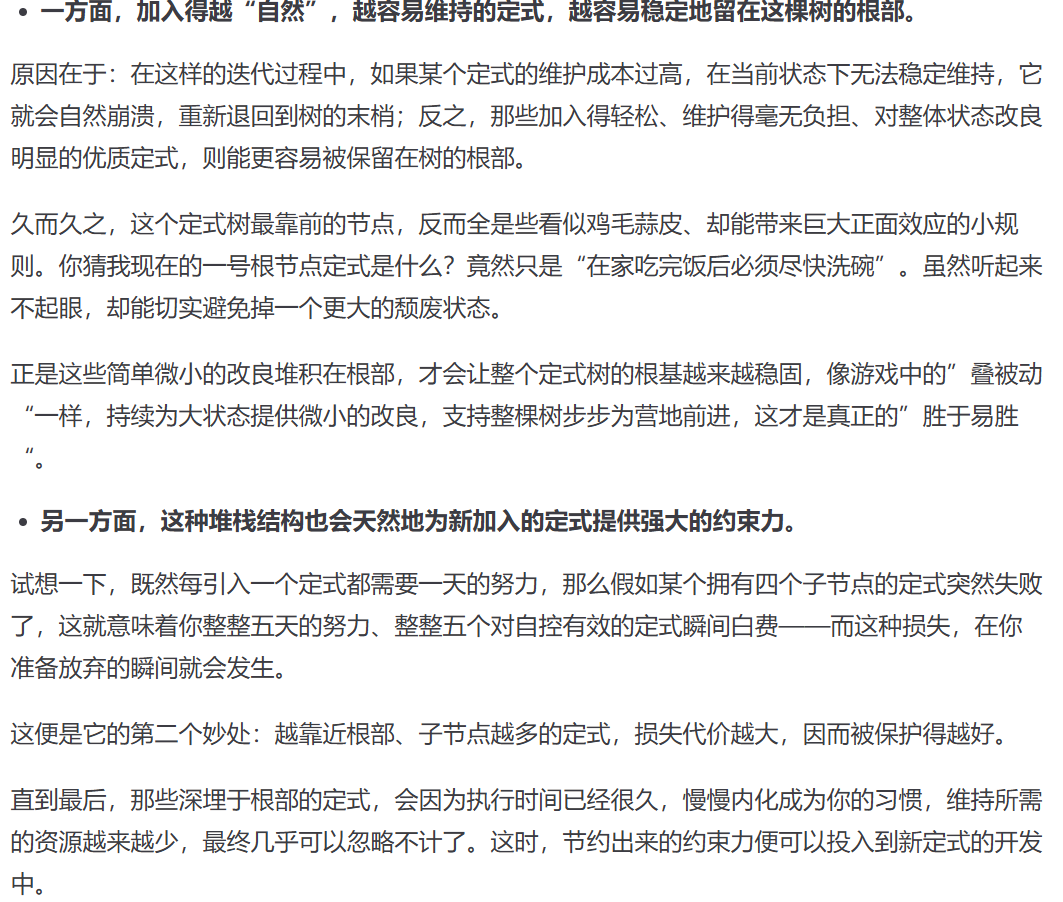 • 一方面，加入得越“自然”，越容易维持的定式，越容易稳定地留在这棵树的根部。
原因在于：在这样的迭代过程中，如果某个定式的维护成本过高，在当前状态下无法稳定维持，它
就会自然崩溃，重新退回到树的末梢；反之，那些加入得轻松、维护得毫无负担、对整体状态改良
明显的优质定式，则能更容易被保留在树的根部。
久而久之，这个定式树最靠前的节点，反而全是些看似鸡毛蒜皮、却能带来巨大正面效应的小规
则。你猜我现在的一号根节点定式是什么？竟然只是“在家吃完饭后必须尽快洗碗”。虽然听起来
不起眼，却能切实避免掉一个更大的颓废状态。
正是这些简单微小的改良堆积在根部，才会让整个定式树的根基越来越稳固，像游戏中的”叠被动
“一样，持续为大状态提供微小的改良，支持整棵树步步为营地前进，这才是真正的”胜于易胜
“。
• 另一方面，这种堆栈结构也会天然地为新加入的定式提供强大的约束力。
试想一下，既然每引入一个定式都需要一天的努力，那么假如某个拥有四个子节点的定式突然失败
了，这就意味着你整整五天的努力、整整五个对自控有效的定式瞬间白费——而这种损失，在你
准备放弃的瞬间就会发生。
这便是它的第二个妙处：越靠近根部、子节点越多的定式，损失代价越大，因而被保护得越好。
直到最后，那些深埋于根部的定式，会因为执行时间已经很久，慢慢内化成为你的习惯，维持所需
的资源越来越少，最终几乎可以忽略不计了。这时，节约出来的约束力便可以投入到新定式的开发
中。